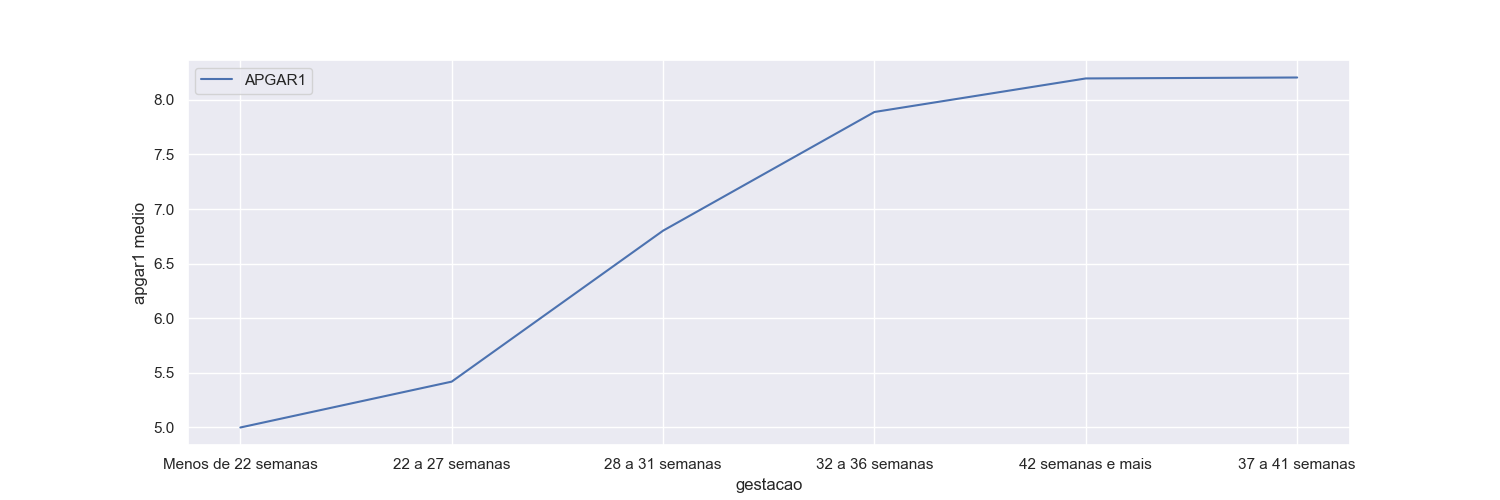 APGAR1
8.0
7.5
7.0
6.5
6.0
5.5
5.0
apgar1 medio
Menos de 22 semanas
22 a 27 semanas
28 a 31 semanas
32 a 36 semanas
42 semanas e mais
37 a 41 semanas
gestacao